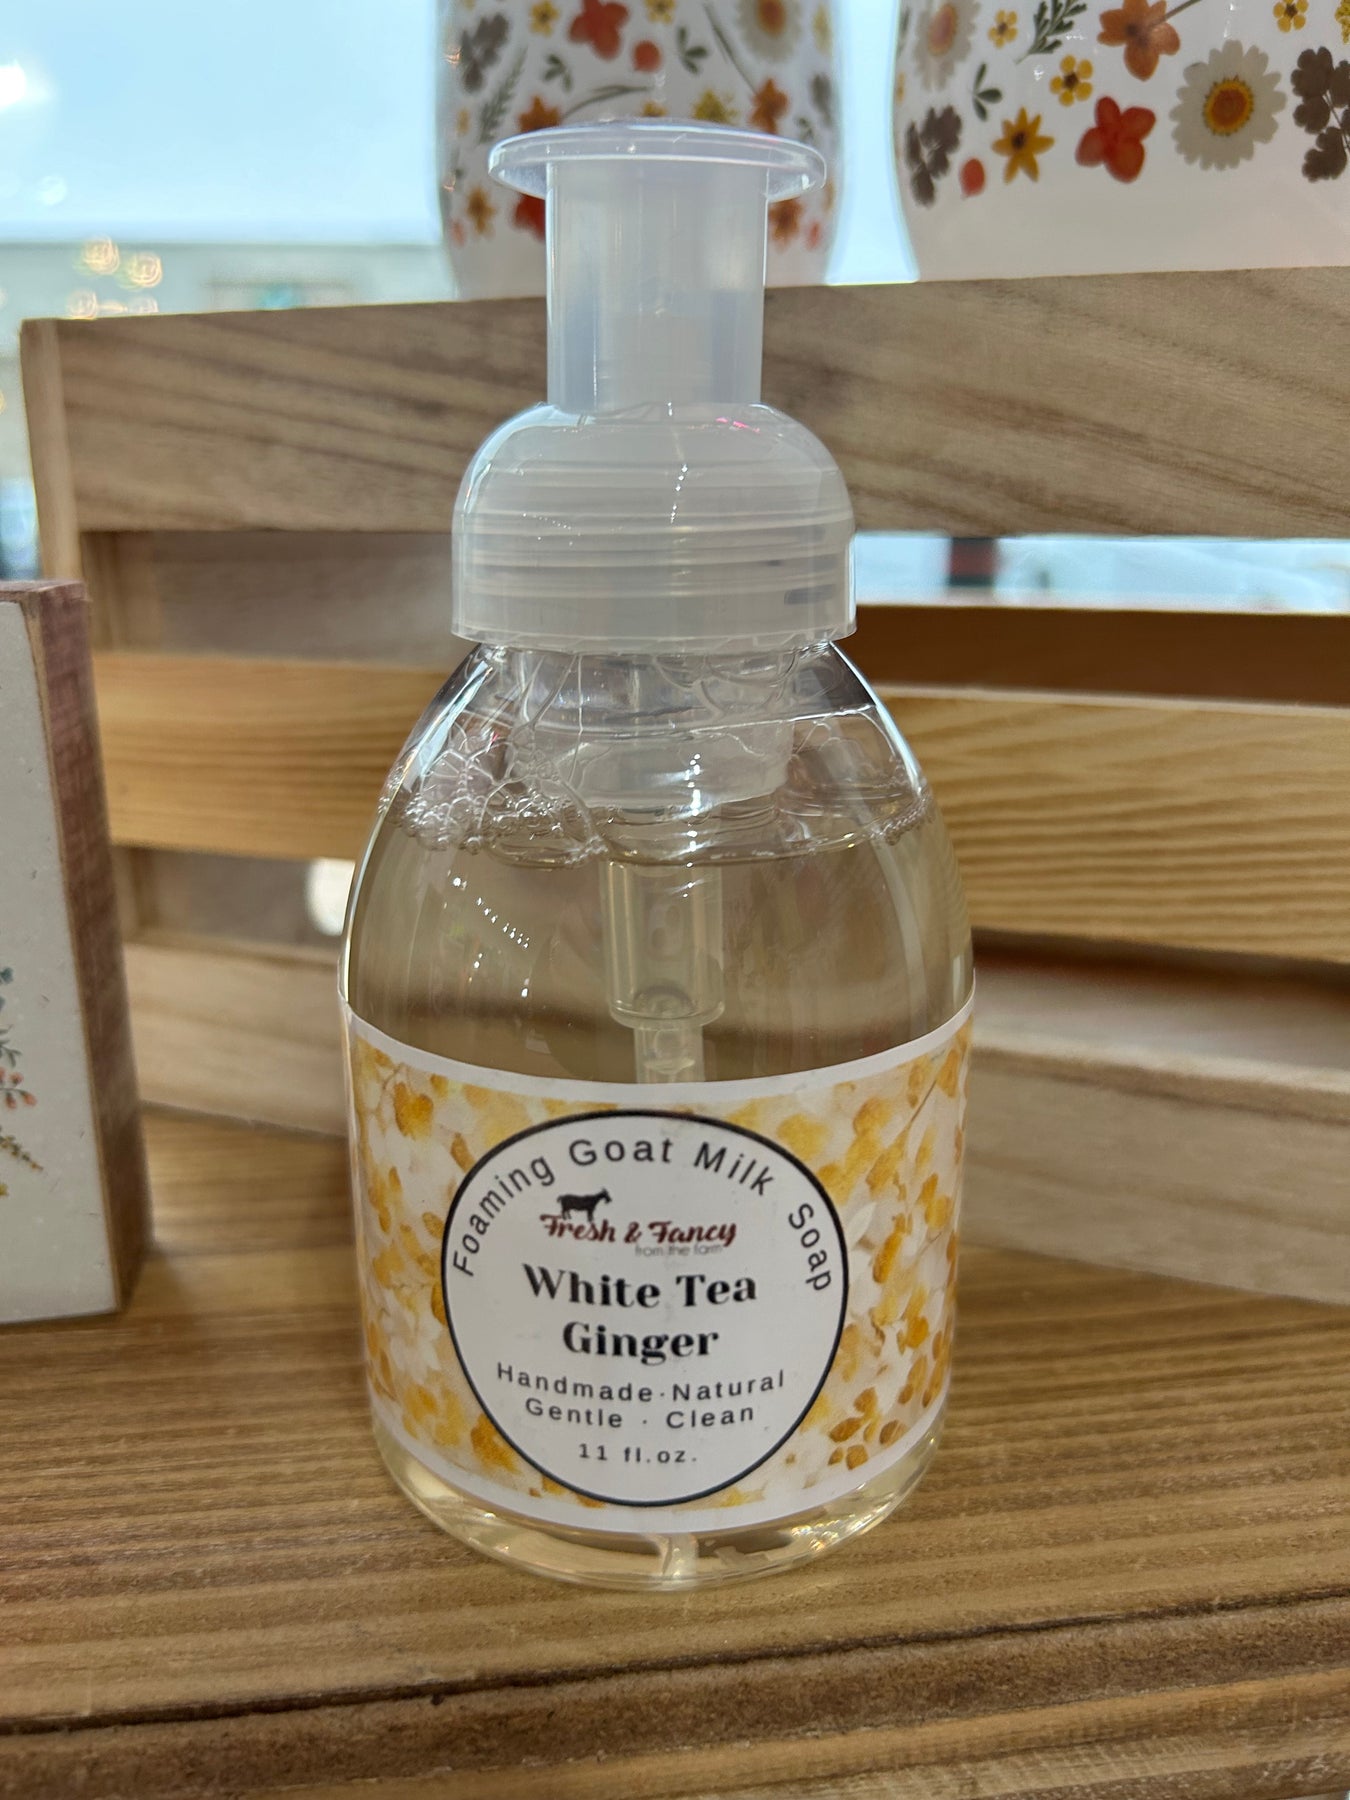 Foaming Goat Milk Soap
Fresh & Fancy
from the farm
White Tea
Ginger
Handmade·Natural
Gentle · Clean
11 fl.oz.